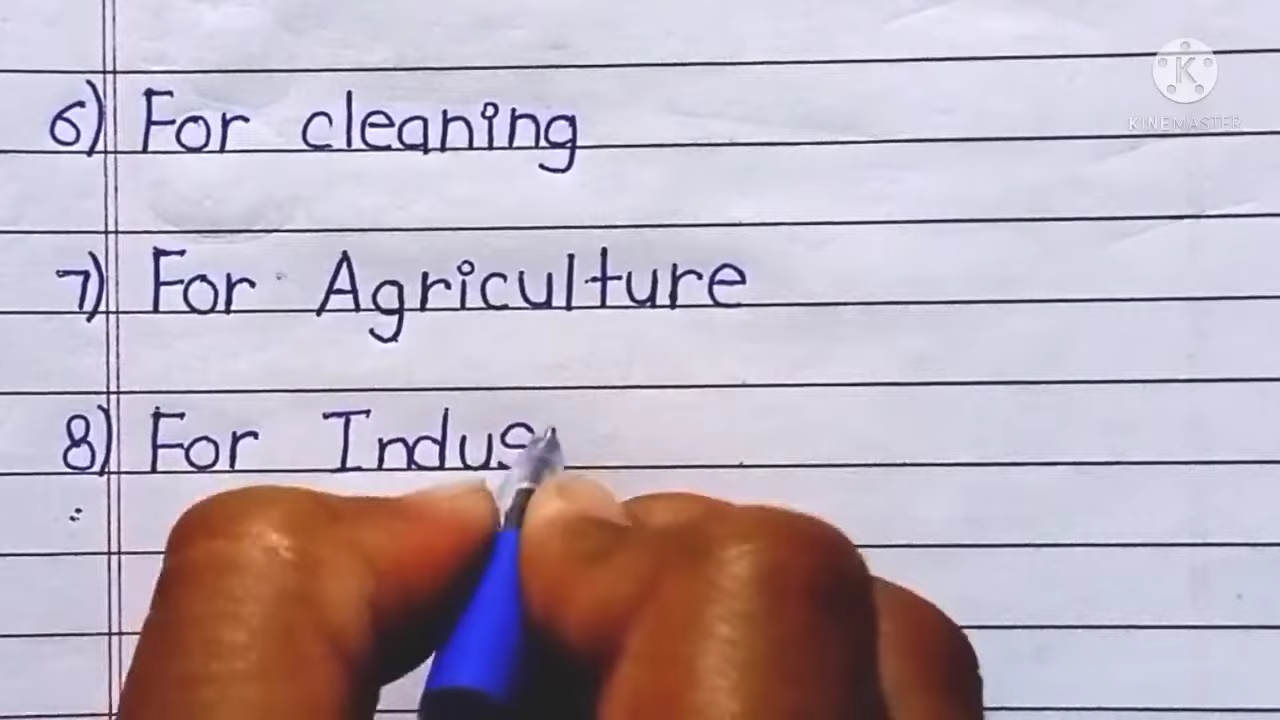 6) For cleaning
7) For Agriculture
8) For Indus
KINEMASTER